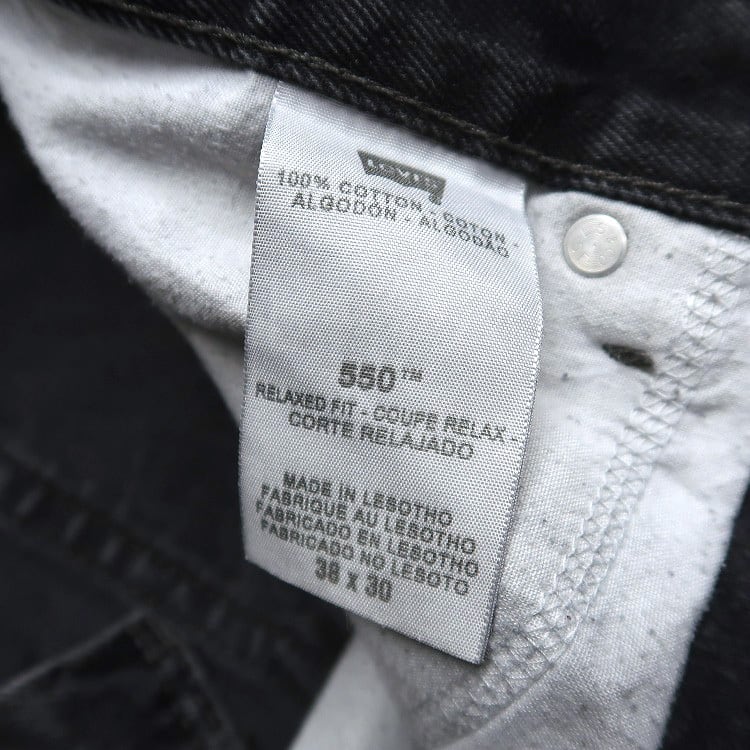 LEVI'S
100% COTTON - COTON -
ALGODON - ALGODAO
550™
RELAXED FIT - COUPE RELAX -
CORTE RELAJADO
MADE IN LESOTHO
FABRIQUE AU LESOTHO
FABRICADO EN LESOTHO
FABRICADO NO LESOTO
38 x 30